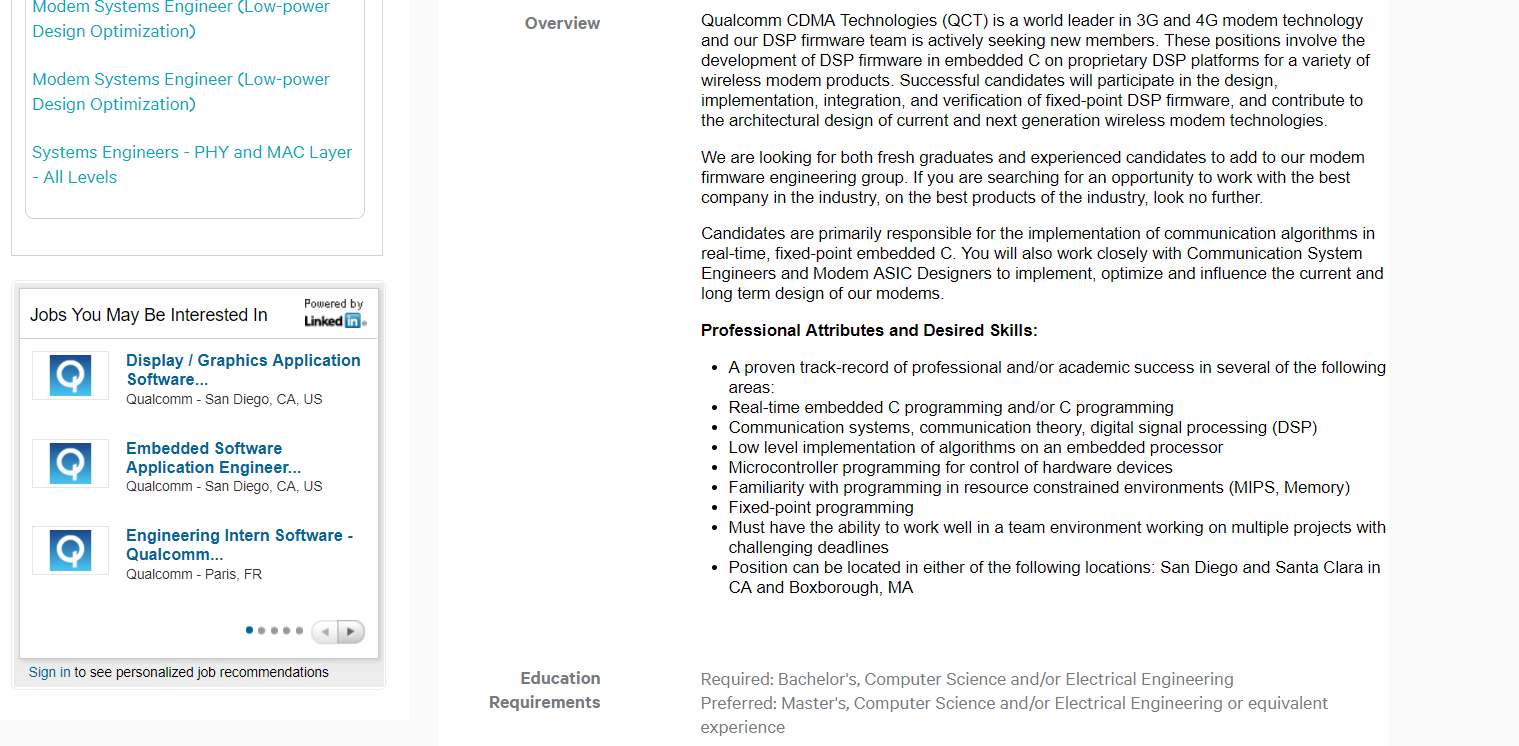 Modem Systems Engineer (Low-power
Design Optimization)
Modem Systems Engineer (Low-power
Design Optimization)
Systems Engineers - PHY and MAC Layer
- All Levels
Jobs You May Be Interested In
Powered by
Linked in
Display / Graphics Application
Software...
Qualcomm - San Diego, CA, US
Embedded Software
Application Engineer...
Qualcomm - San Diego, CA, US
Engineering Intern Software -
Qualcomm...
Qualcomm - Paris, FR
Sign in to see personalized job recommendations
Overview
Qualcomm CDMA Technologies (QCT) is a world leader in 3G and 4G modem technology
and our DSP firmware team is actively seeking new members. These positions involve the
development of DSP firmware in embedded C on proprietary DSP platforms for a variety of
wireless modem products. Successful candidates will participate in the design,
implementation, integration, and verification of fixed-point DSP firmware, and contribute to
the architectural design of current and next generation wireless modem technologies.
We are looking for both fresh graduates and experienced candidates to add to our modem
firmware engineering group. If you are searching for an opportunity to work with the best
company in the industry, on the best products of the industry, look no further.
Candidates are primarily responsible for the implementation of communication algorithms in
real-time, fixed-point embedded C. You will also work closely with Communication System
Engineers and Modem ASIC Designers to implement, optimize and influence the current and
long term design of our modems.
Professional Attributes and Desired Skills:
• A proven track-record of professional and/or academic success in several of the following
areas:
• Real-time embedded C programming and/or C programming
• Communication systems, communication theory, digital signal processing (DSP)
• Low level implementation of algorithms on an embedded processor
• Microcontroller programming for control of hardware devices
• Familiarity with programming in resource constrained environments (MIPS, Memory)
• Fixed-point programming
• Must have the ability to work well in a team environment working on multiple projects with
challenging deadlines
• Position can be located in either of the following locations: San Diego and Santa Clara in
CA and Boxborough, MA
Education
Requirements
Required: Bachelor's, Computer Science and/or Electrical Engineering
Preferred: Master's, Computer Science and/or Electrical Engineering or equivalent
experience